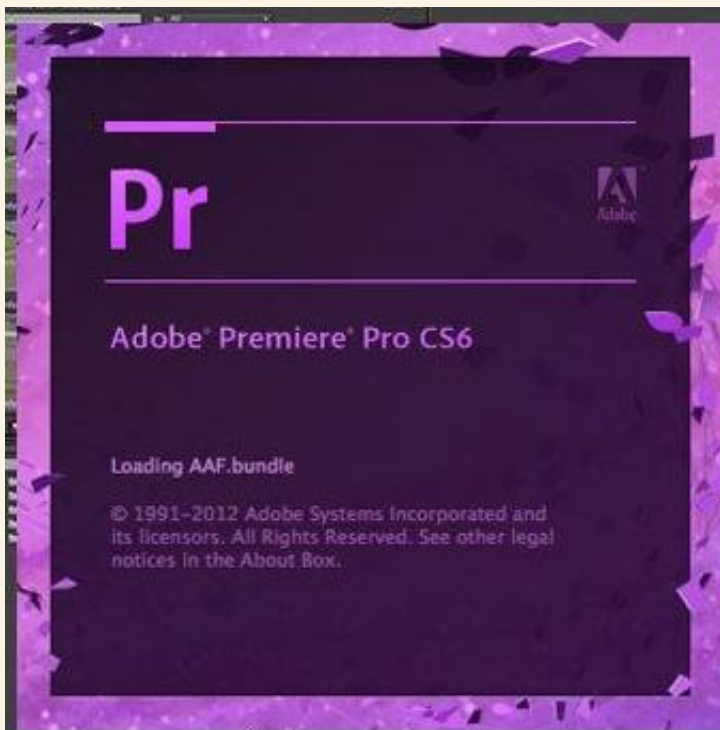 Pr
Adobe
Adobe® Premiere® Pro CS6
Loading AAF.bundle
© 1991–2012 Adobe Systems Incorporated and
its licensors. All Rights Reserved. See other legal
notices in the About Box.